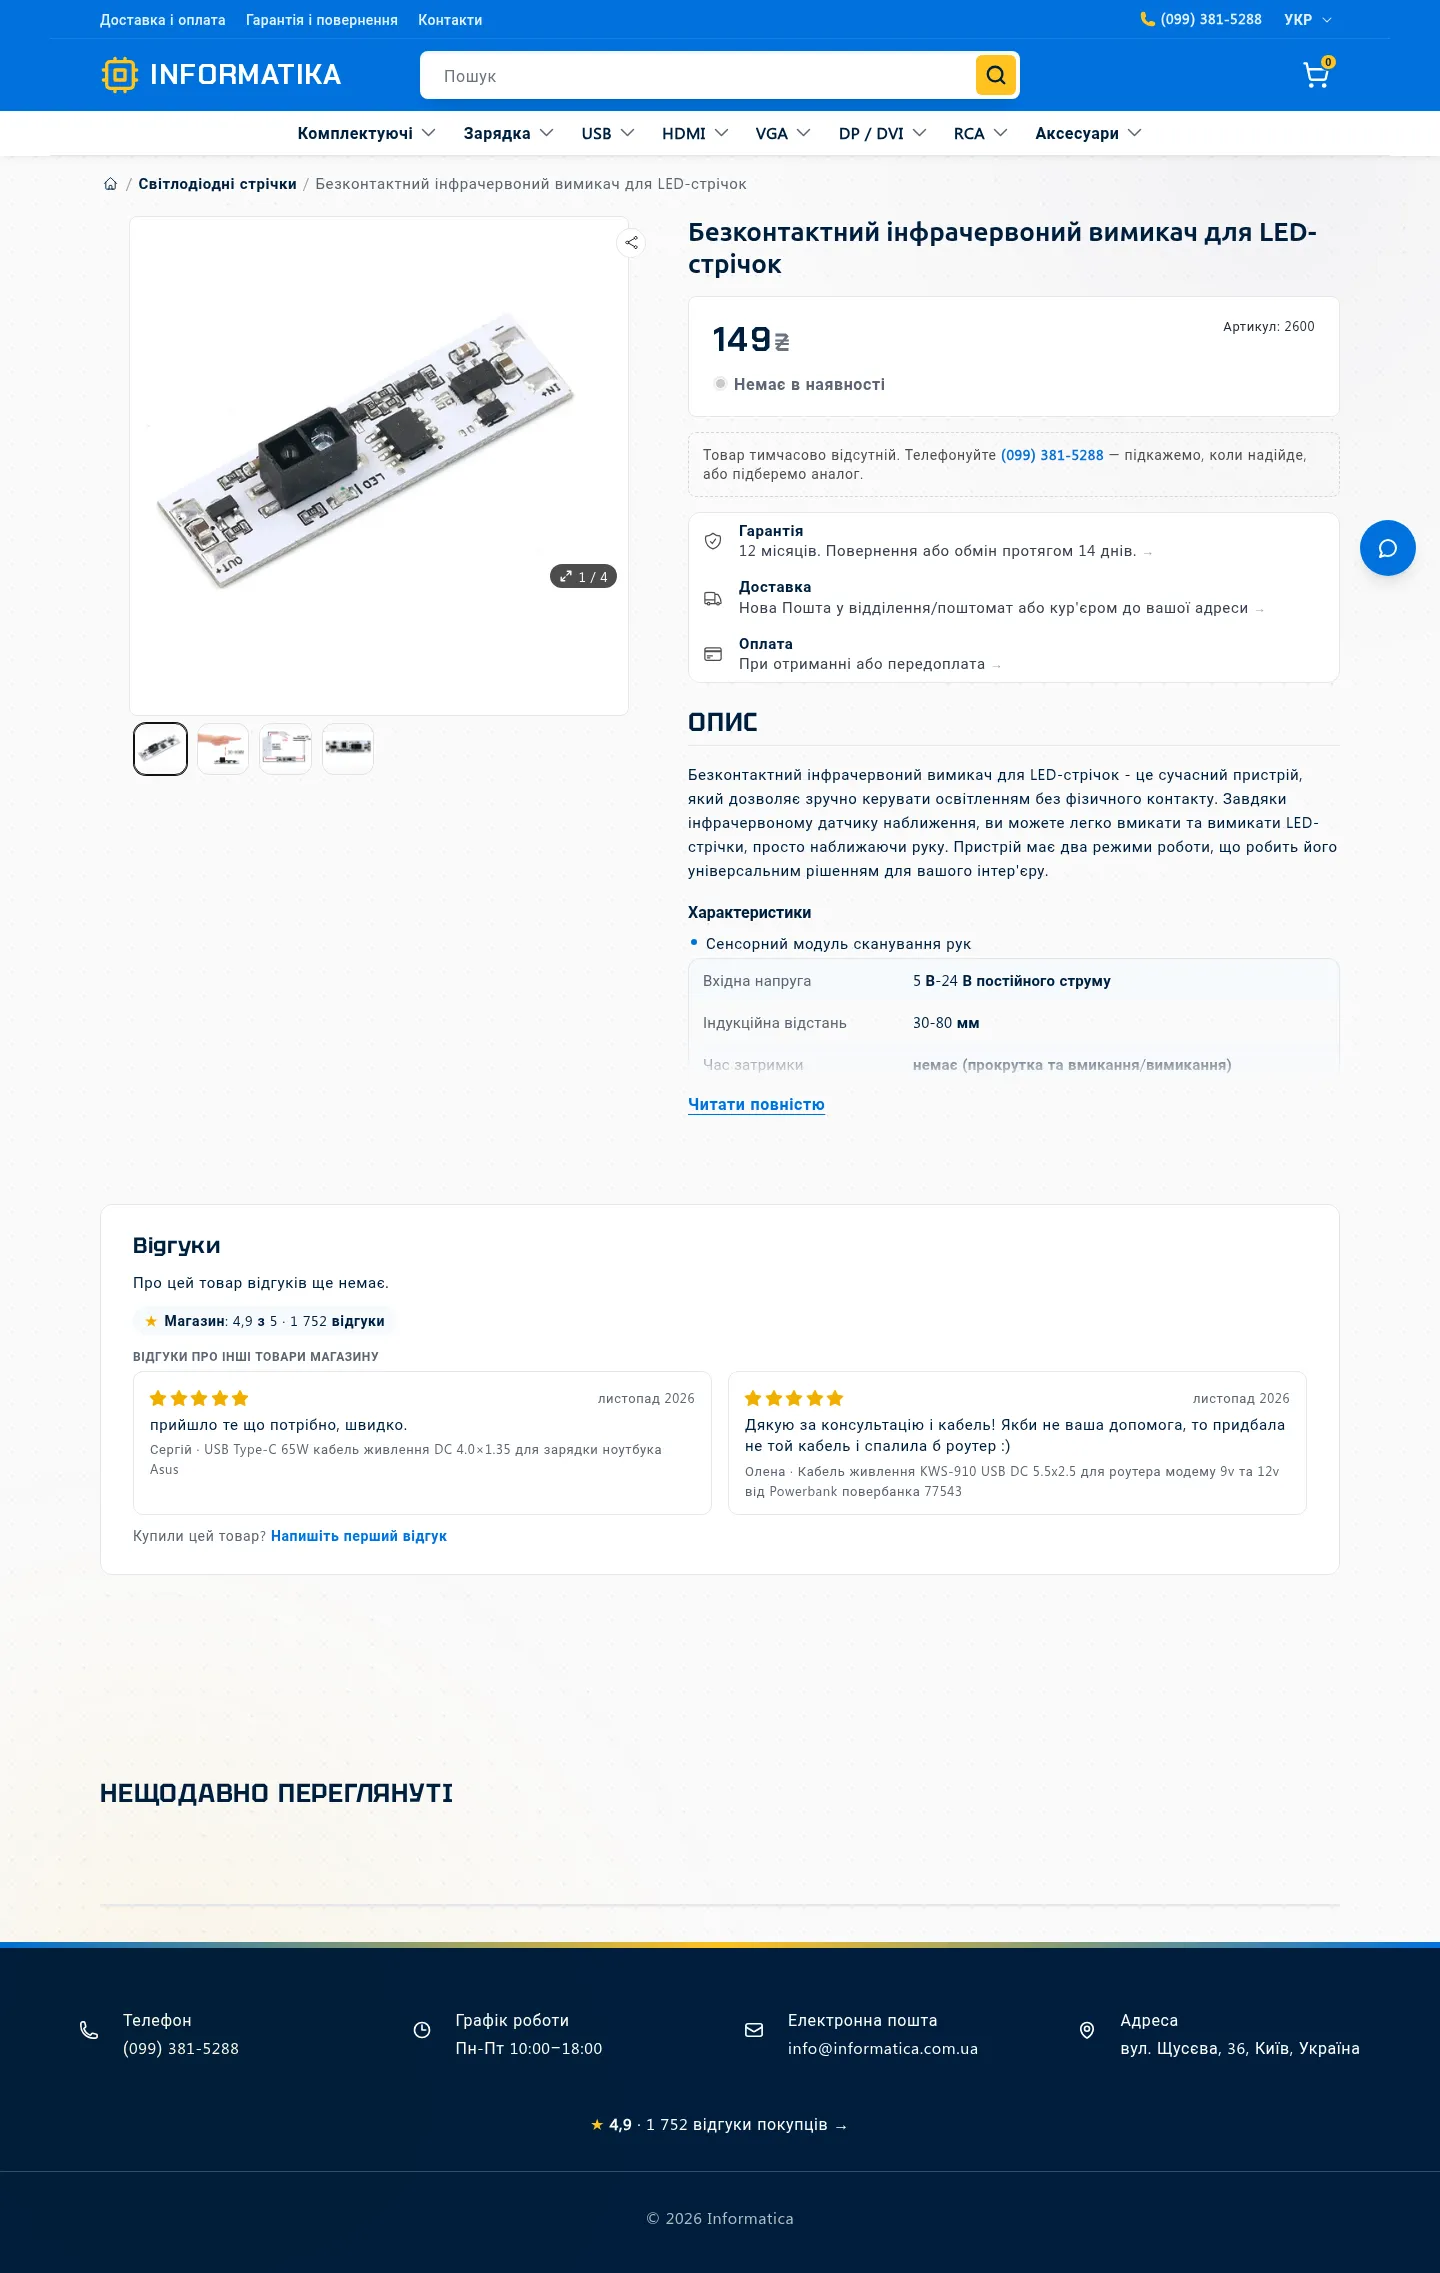 Доставка і оплата Гарантія і повернення Контакти
(099) 381-5288 УКР
INFORMATIKA
Пошук
0
Комплектуючі Зарядка USB HDMI VGA DP / DVI RCA Аксесуари
/ Світлодіодні стрічки / Безконтактний інфрачервоний вимикач для LED-стрічок
IN+
LED
OUT+
1 / 4
Безконтактний інфрачервоний вимикач для LED-
стрічок
149₴
Артикул: 2600
Немає в наявності
Товар тимчасово відсутній. Телефонуйте (099) 381-5288 — підкажемо, коли надійде,
або підберемо аналог.
Гарантія
12 місяців. Повернення або обмін протягом 14 днів. →
Доставка
Нова Пошта у відділення/поштомат або кур'єром до вашої адреси →
Оплата
При отриманні або передоплата →
ОПИС
Безконтактний інфрачервоний вимикач для LED-стрічок - це сучасний пристрій,
який дозволяє зручно керувати освітленням без фізичного контакту. Завдяки
інфрачервоному датчику наближення, ви можете легко вмикати та вимикати LED-
стрічки, просто наближаючи руку. Пристрій має два режими роботи, що робить його
універсальним рішенням для вашого інтер'єру.
Характеристики
Сенсорний модуль сканування рук
Вхідна напруга 5 В-24 В постійного струму
Індукційна відстань 30-80 мм
Час затримки немає (прокрутка та вмикання/вимикання)
Читати повністю
Відгуки
Про цей товар відгуків ще немає.
★ Магазин: 4,9 з 5 · 1 752 відгуки
ВІДГУКИ ПРО ІНШІ ТОВАРИ МАГАЗИНУ
листопад 2026
прийшло те що потрібно, швидко.
Сергій · USB Type-C 65W кабель живлення DC 4.0×1.35 для зарядки ноутбука
Asus
листопад 2026
Дякую за консультацію і кабель! Якби не ваша допомога, то придбала
не той кабель і спалила б роутер :)
Олена · Кабель живлення KWS-910 USB DC 5.5x2.5 для роутера модему 9v та 12v
від Powerbank повербанка 77543
Купили цей товар? Напишіть перший відгук
НЕЩОДАВНО ПЕРЕГЛЯНУТІ
Телефон
(099) 381-5288
Графік роботи
Пн-Пт 10:00–18:00
Електронна пошта
info@informatica.com.ua
Адреса
вул. Щусєва, 36, Київ, Україна
★ 4,9 · 1 752 відгуки покупців →
© 2026 Informatica